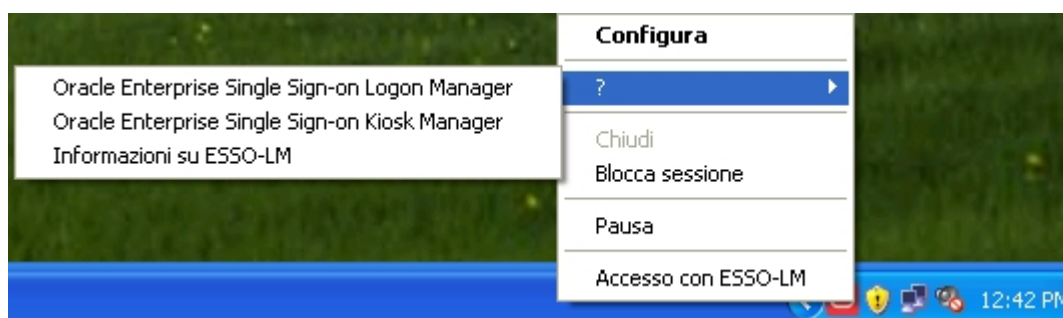 Configura
?
Oracle Enterprise Single Sign-on Logon Manager
Oracle Enterprise Single Sign-on Kiosk Manager
Informazioni su ESSO-LM
Chiudi
Blocca sessione
Pausa
Accesso con ESSO-LM
12:42 PM